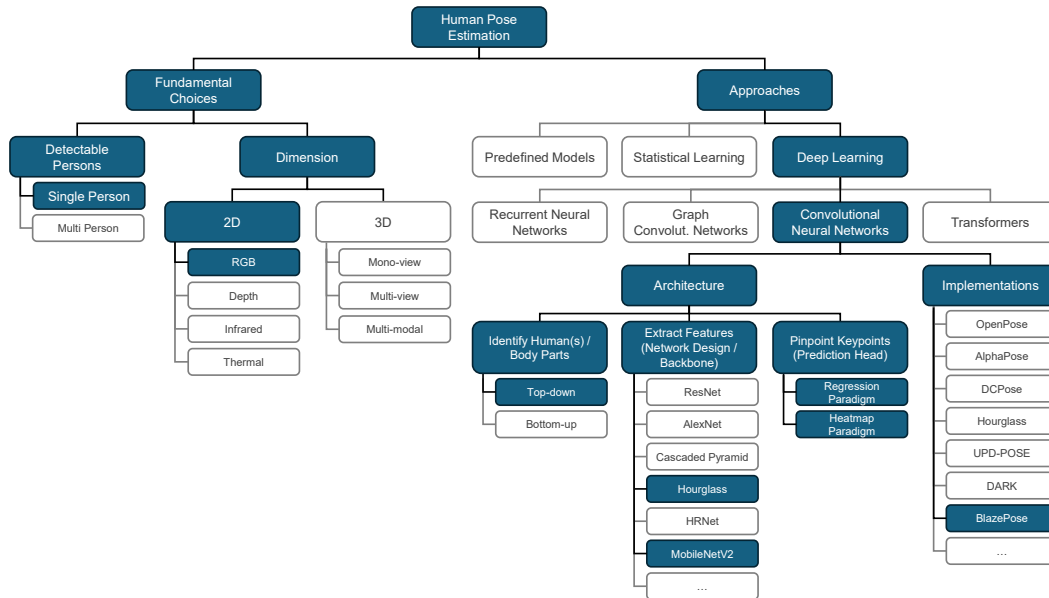 Human Pose
Estimation
Fundamental
Choices
Approaches
Detectable
Persons
Dimension
Predefined Models
Statistical Learning
Deep Learning
Single Person
Multi Person
2D
3D
Recurrent Neural
Networks
Graph
Convolut. Networks
Convolutional
Neural Networks
Transformers
RGB
Depth
Infrared
Thermal
Mono-view
Multi-view
Multi-modal
Architecture
Implementations
Identify Human(s) /
Body Parts
Extract Features
(Network Design /
Backbone)
Pinpoint Keypoints
(Prediction Head)
Top-down
Bottom-up
ResNet
AlexNet
Cascaded Pyramid
Hourglass
HRNet
MobileNetV2
...
Regression
Paradigm
Heatmap
Paradigm
OpenPose
AlphaPose
DCPose
Hourglass
UPD-POSE
DARK
BlazePose
...